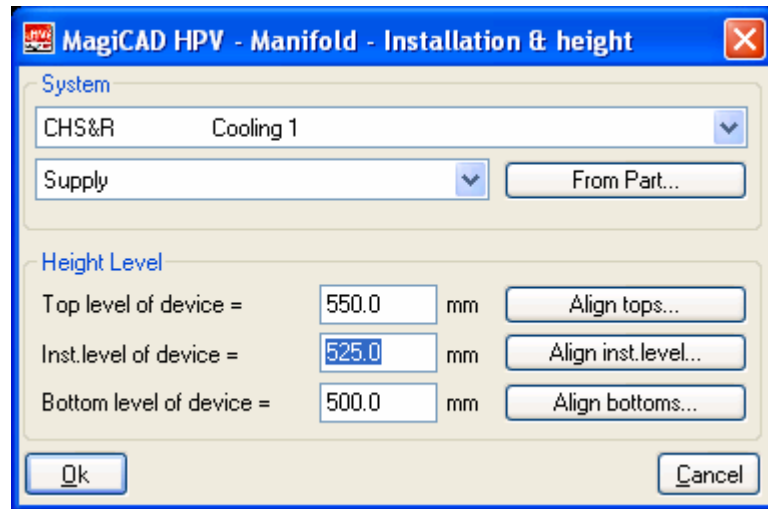 MagiCAD HPV - Manifold - Installation & height
System
CHS&R Cooling 1
Supply From Part...
Height Level
Top level of device = 550.0 mm Align tops...
Inst.level of device = 525.0 mm Align inst.level...
Bottom level of device = 500.0 mm Align bottoms...
Ok Cancel